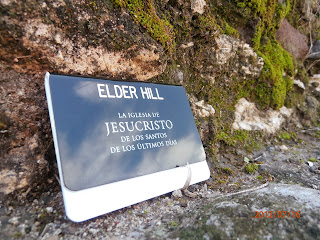 ELDER HILL
LA IGLESIA DE
JESUCRISTO
DE LOS SANTOS
DE LOS ÚLTIMOS DÍAS